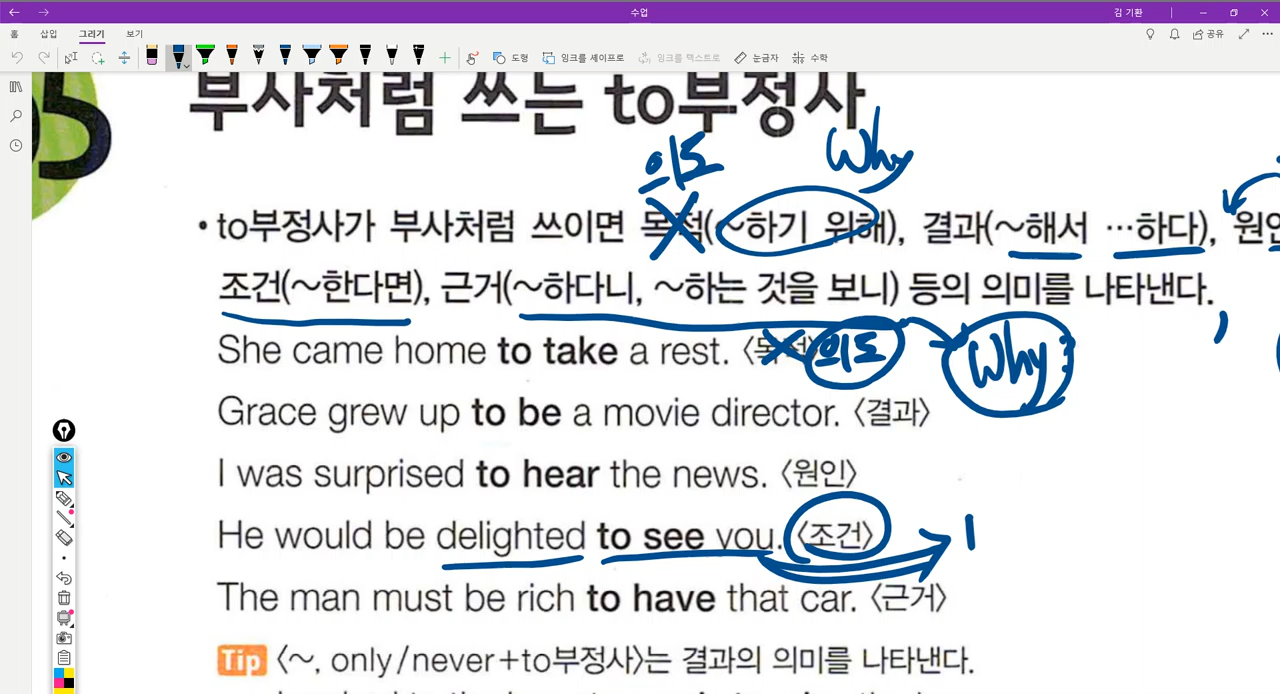 수업
김 기환
홈 삽입 그리기 보기
공유
도형 잉크를 셰이프로 잉크를 텍스트로 눈금자 수학
5
부사처럼 쓰는 to부정사
의도 Why
• to부정사가 부사처럼 쓰이면 목적(~하기 위해), 결과(~해서 …하다), 원인
조건(~한다면), 근거(~하다니, ~하는 것을 보니) 등의 의미를 나타낸다.
She came home to take a rest. 〈목적〉 의도 Why
Grace grew up to be a movie director. 〈결과〉
I was surprised to hear the news. 〈원인〉
He would be delighted to see you. 〈조건〉
The man must be rich to have that car. 〈근거〉
Tip 〈~, only/never+to부정사〉는 결과의 의미를 나타낸다.